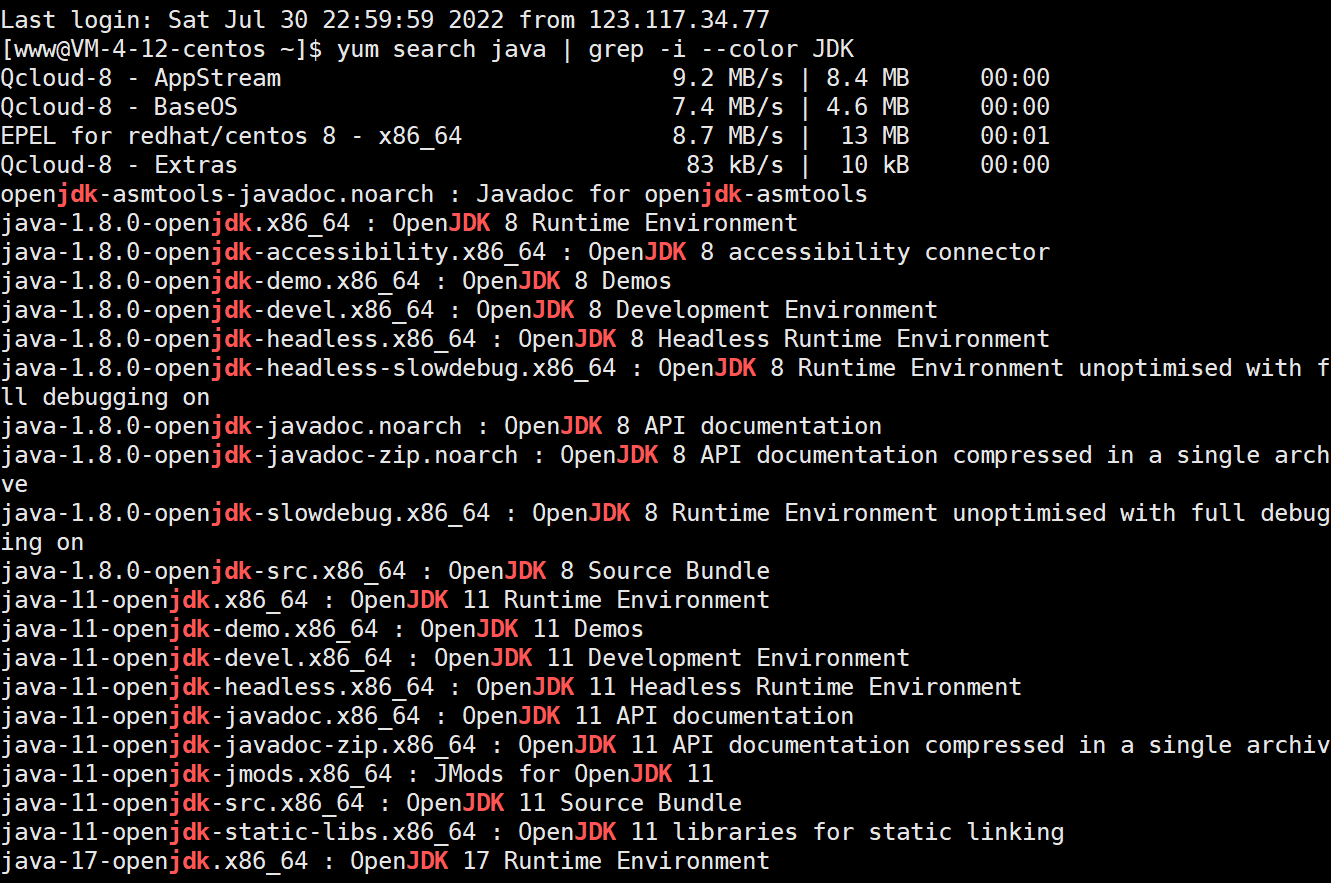 Last login: Sat Jul 30 22:59:59 2022 from 123.117.34.77
[www@VM-4-12-centos ~]$ yum search java | grep -i --color JDK
Qcloud-8 - AppStream                            9.2 MB/s | 8.4 MB     00:00
Qcloud-8 - BaseOS                               7.4 MB/s | 4.6 MB     00:00
EPEL for redhat/centos 8 - x86_64               8.7 MB/s |  13 MB     00:01
Qcloud-8 - Extras                                83 kB/s |  10 kB     00:00
openjdk-asmtools-javadoc.noarch : Javadoc for openjdk-asmtools
java-1.8.0-openjdk.x86_64 : OpenJDK 8 Runtime Environment
java-1.8.0-openjdk-accessibility.x86_64 : OpenJDK 8 accessibility connector
java-1.8.0-openjdk-demo.x86_64 : OpenJDK 8 Demos
java-1.8.0-openjdk-devel.x86_64 : OpenJDK 8 Development Environment
java-1.8.0-openjdk-headless.x86_64 : OpenJDK 8 Headless Runtime Environment
java-1.8.0-openjdk-headless-slowdebug.x86_64 : OpenJDK 8 Runtime Environment unoptimised with f
ll debugging on
java-1.8.0-openjdk-javadoc.noarch : OpenJDK 8 API documentation
java-1.8.0-openjdk-javadoc-zip.noarch : OpenJDK 8 API documentation compressed in a single arch
ve
java-1.8.0-openjdk-slowdebug.x86_64 : OpenJDK 8 Runtime Environment unoptimised with full debug
ing on
java-1.8.0-openjdk-src.x86_64 : OpenJDK 8 Source Bundle
java-11-openjdk.x86_64 : OpenJDK 11 Runtime Environment
java-11-openjdk-demo.x86_64 : OpenJDK 11 Demos
java-11-openjdk-devel.x86_64 : OpenJDK 11 Development Environment
java-11-openjdk-headless.x86_64 : OpenJDK 11 Headless Runtime Environment
java-11-openjdk-javadoc.x86_64 : OpenJDK 11 API documentation
java-11-openjdk-javadoc-zip.x86_64 : OpenJDK 11 API documentation compressed in a single archiv
java-11-openjdk-jmods.x86_64 : JMods for OpenJDK 11
java-11-openjdk-src.x86_64 : OpenJDK 11 Source Bundle
java-11-openjdk-static-libs.x86_64 : OpenJDK 11 libraries for static linking
java-17-openjdk.x86_64 : OpenJDK 17 Runtime Environment